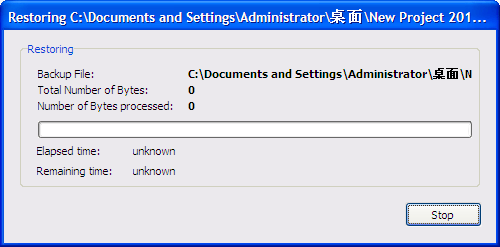 Restoring C:\Documents and Settings\Administrator\桌面\New Project 201...
Restoring
Backup File: C:\Documents and Settings\Administrator\桌面\N
Total Number of Bytes: 0
Number of Bytes processed: 0
Elapsed time: unknown
Remaining time: unknown
Stop